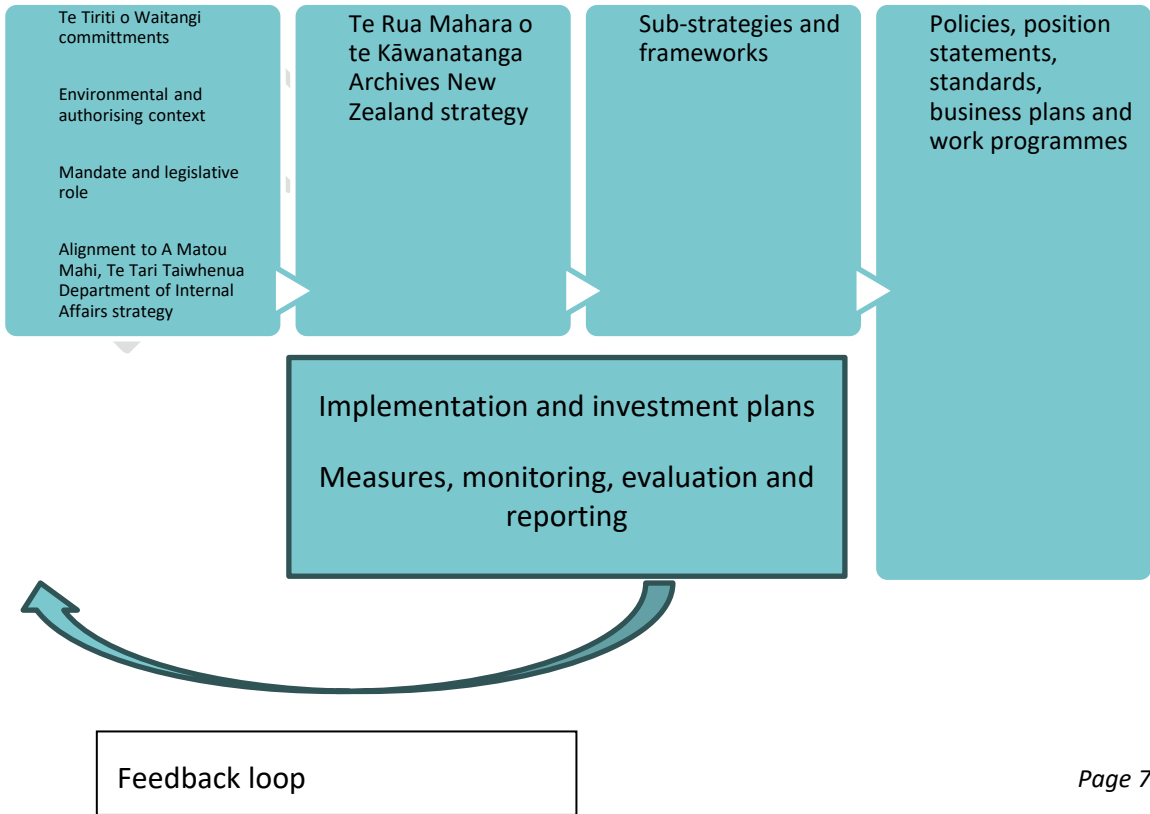 Te Tiriti o Waitangi
committments
Environmental and
authorising context
Mandate and legislative
role
Alignment to A Matou
Mahi, Te Tari Taiwhenua
Department of Internal
Affairs strategy
Te Rua Mahara o
te Kāwanatanga
Archives New
Zealand strategy
Sub-strategies and
frameworks
Policies, position
statements,
standards,
business plans and
work programmes
Implementation and investment plans
Measures, monitoring, evaluation and
reporting
Feedback loop
Page 7